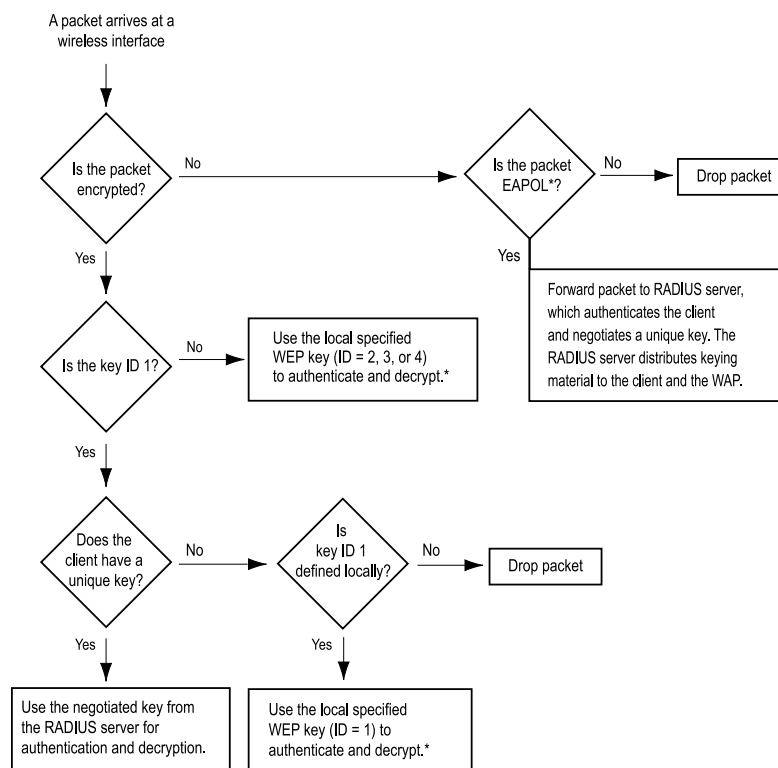 A packet arrives at a
wireless interface
Is the packet
encrypted?
No
Is the packet
EAPOL*?
No
Drop packet
Yes
Yes
Forward packet to RADIUS server,
which authenticates the client
and negotiates a unique key. The
RADIUS server distributes keying
material to the client and the WAP.
Is the key ID 1?
No
Use the local specified
WEP key (ID = 2, 3, or 4)
to authenticate and decrypt.*
Yes
Does the
client have a
unique key?
No
Is
key ID 1
defined locally?
No
Drop packet
Yes
Yes
Use the negotiated key from
the RADIUS server for
authentication and decryption.
Use the local specified
WEP key (ID = 1) to
authenticate and decrypt.*